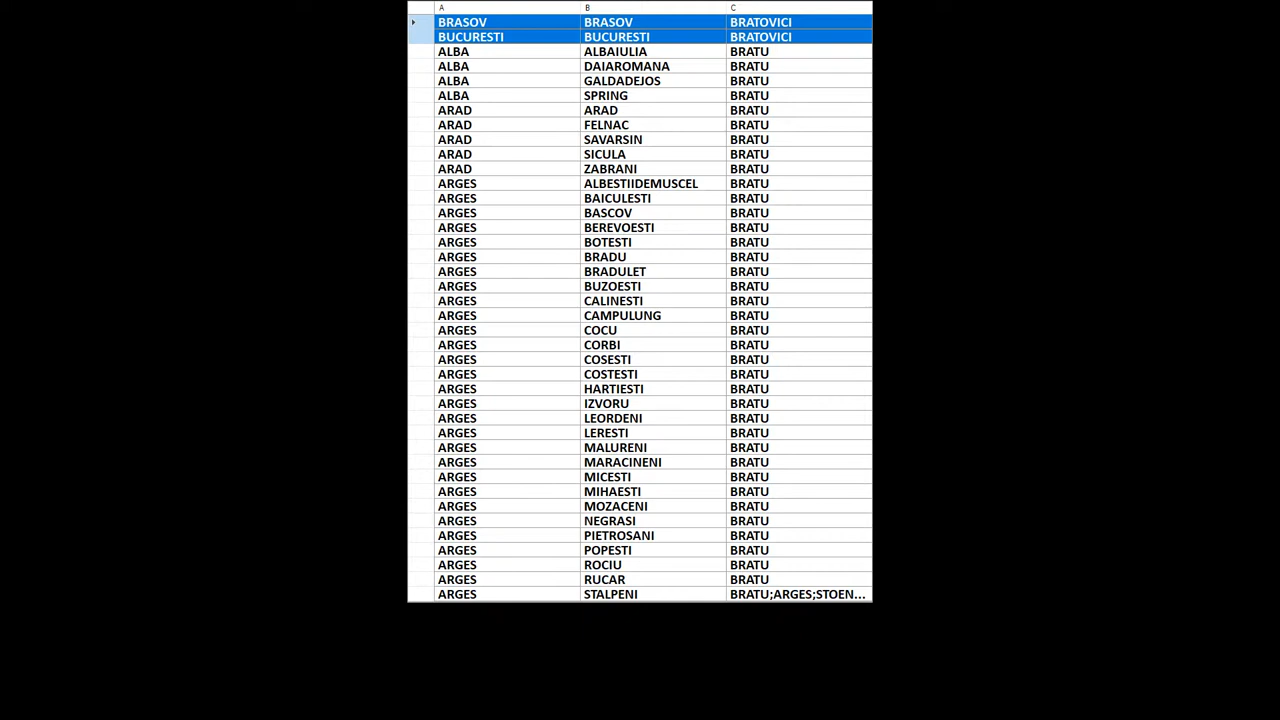 A B C
BRASOV BRASOV BRATOVICI
BUCURESTI BUCURESTI BRATOVICI
ALBA ALBAIULIA BRATU
ALBA DAIAROMANA BRATU
ALBA GALDADEJOS BRATU
ALBA SPRING BRATU
ARAD ARAD BRATU
ARAD FELNAC BRATU
ARAD SAVARSIN BRATU
ARAD SICULA BRATU
ARAD ZABRANI BRATU
ARGES ALBESTIIDEMUSCEL BRATU
ARGES BAICULESTI BRATU
ARGES BASCOV BRATU
ARGES BEREVOESTI BRATU
ARGES BOTESTI BRATU
ARGES BRADU BRATU
ARGES BRADULET BRATU
ARGES BUZOESTI BRATU
ARGES CALINESTI BRATU
ARGES CAMPULUNG BRATU
ARGES COCU BRATU
ARGES CORBI BRATU
ARGES COSESTI BRATU
ARGES COSTESTI BRATU
ARGES HARTIESTI BRATU
ARGES IZVORU BRATU
ARGES LEORDENI BRATU
ARGES LERESTI BRATU
ARGES MALURENI BRATU
ARGES MARACINENI BRATU
ARGES MICESTI BRATU
ARGES MIHAESTI BRATU
ARGES MOZACENI BRATU
ARGES NEGRASI BRATU
ARGES PIETROSANI BRATU
ARGES POPESTI BRATU
ARGES ROCIU BRATU
ARGES RUCAR BRATU
ARGES STALPENI BRATU;ARGES;STOEN...